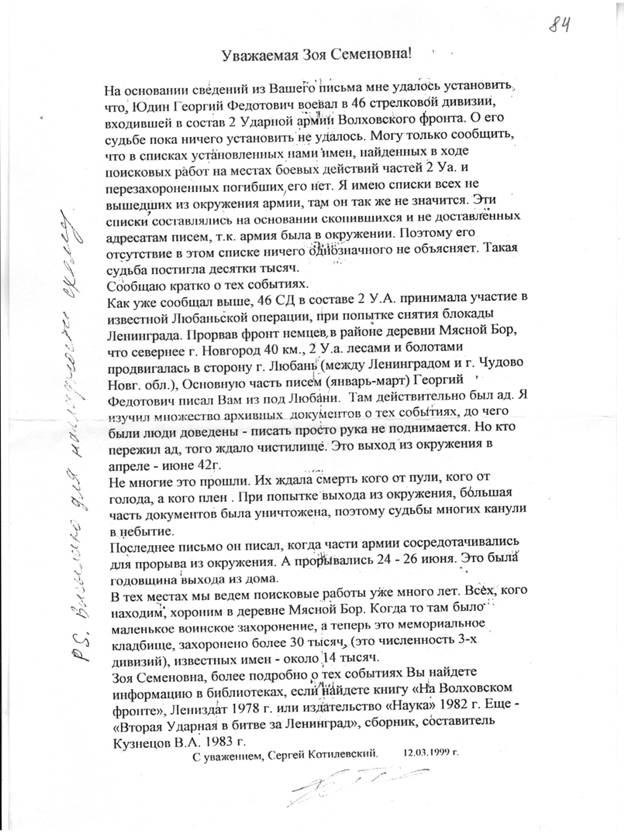 84
Уважаемая Зоя Семеновна!
На основании сведений из Вашего письма мне удалось установить
что, Юдин Георгий Федотович воевал в 46 стрелковой дивизии,
входившей в состав 2 Ударной армии Волховского фронта. О его
судьбе пока ничего установить не удалось. Могу только сообщить,
что в списках установленных нами имен, найденных в ходе
поисковых работ на местах боевых действий частей 2 Уа. и
перезахороненных погибших его нет. Я имею списки всех не
вышедших из окружения армии, там он так же не значится. Эти
списки составлялись на основании скопившихся и не доставленных
адресатам писем, т.к. армия была в окружении. Поэтому его
отсутствие в этом списке ничего однозначного не объясняет. Такая
судьба постигла десятки тысяч.
Сообщаю кратко о тех событиях.
Как уже сообщал выше, 46 СД в составе 2 У.А. принимала участие в
известной Любаньской операции, при попытке снятия блокады
Ленинграда. Прорвав фронт немцев в районе деревни Мясной Бор,
что севернее г. Новгород 40 км., 2 У.а. лесами и болотами
продвигалась в сторону г. Любань (между Ленинградом и г. Чудово
Новг. обл.), Основную часть писем (январь-март) Георгий
Федотович писал Вам из под Любани. Там действительно был ад. Я
изучил множество архивных документов о тех событиях, до чего
были люди доведены - писать просто рука не поднимается. Но кто
пережил ад, того ждало чистилище. Это выход из окружения в
апреле - июне 42г.
Не многие это прошли. Их ждала смерть кого от пули, кого от
голода, а кого плен . При попытке выхода из окружения, большая
часть документов была уничтожена, поэтому судьбы многих канули
в небытие.
Последнее письмо он писал, когда части армии сосредотачивались
для прорыва из окружения. А прорывались 24 - 26 июня. Это была
годовщина выхода из дома.
В тех местах мы ведем поисковые работы уже много лет. Всех, кого
находим, хороним в деревне Мясной Бор. Когда то там было
маленькое воинское захоронение, а теперь это мемориальное
кладбище, захоронено более 30 тысяч, (это численность 3-х
дивизий), известных имен - около 14 тысяч.
Зоя Семеновна, более подробно о тех событиях Вы найдете
информацию в библиотеках, если найдете книгу «На Волховском
фронте», Лениздат 1978 г. или издательство «Наука» 1982 г. Еще -
«Вторая Ударная в битве за Ленинград», сборник, составитель
Кузнецов В.А. 1983 г.
С уважением, Сергей Котилевский. 12.03.1999 г.
PS. Высылаю для наглядности схему.